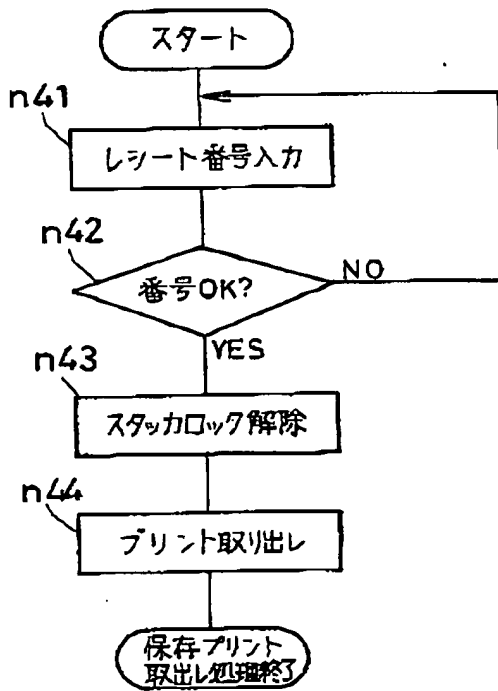 スタート
n41
レシート番号入力
n42
番号OK?
NO
YES
n43
スタッカロック解除
n44
プリント取り出し
保存プリント
取出し処理終了